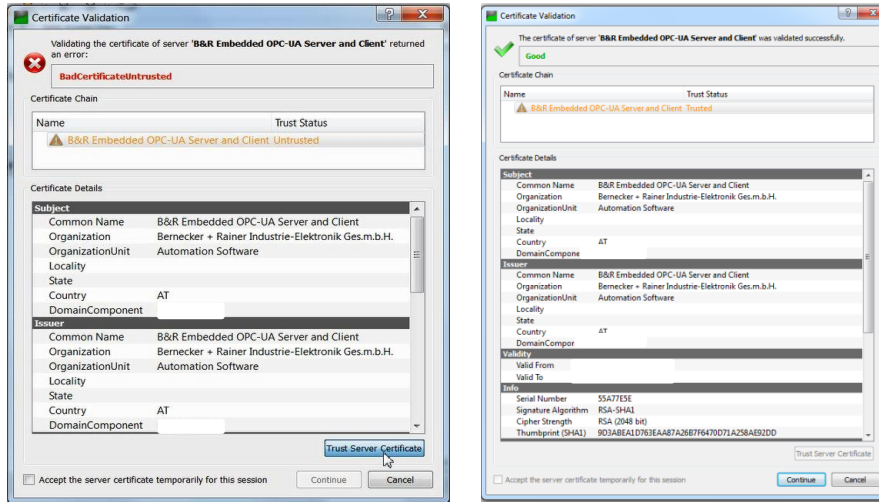 Certificate Validation
Validating the certificate of server 'B&R Embedded OPC-UA Server and Client' returned
an error:
BadCertificateUntrusted
Certificate Chain
Name Trust Status
B&R Embedded OPC-UA Server and Client Untrusted
Certificate Details
Subject
Common Name B&R Embedded OPC-UA Server and Client
Organization Bernecker + Rainer Industrie-Elektronik Ges.m.b.H.
OrganizationUnit Automation Software
Locality
State
Country AT
DomainComponent
Issuer
Common Name B&R Embedded OPC-UA Server and Client
Organization Bernecker + Rainer Industrie-Elektronik Ges.m.b.H.
OrganizationUnit Automation Software
Locality
State
Country AT
DomainComponent
Trust Server Certificate
Accept the server certificate temporarily for this session Continue Cancel
Certificate Validation
The certificate of server 'B&R Embedded OPC-UA Server and Client' was validated successfully.
Good
Certificate Chain
Name Trust Status
B&R Embedded OPC-UA Server and Client Trusted
Certificate Details
Subject
Common Name B&R Embedded OPC-UA Server and Client
Organization Bernecker + Rainer Industrie-Elektronik Ges.m.b.H.
OrganizationUnit Automation Software
Locality
State
Country AT
DomainCompone
Issuer
Common Name B&R Embedded OPC-UA Server and Client
Organization Bernecker + Rainer Industrie-Elektronik Ges.m.b.H.
OrganizationUnit Automation Software
Locality
State
Country AT
DomainCompor
Validity
Valid From
Valid To
Info
Serial Number 55A77E5E
Signature Algorithm RSA-SHA1
Cipher Strength RSA (2048 bit)
Thumbprint (SHA1) 9D3ABEA1D763EAA87A26B7F6470D71A258AE92DD
Trust Server Certificate
Accept the server certificate temporarily for this session Continue Cancel